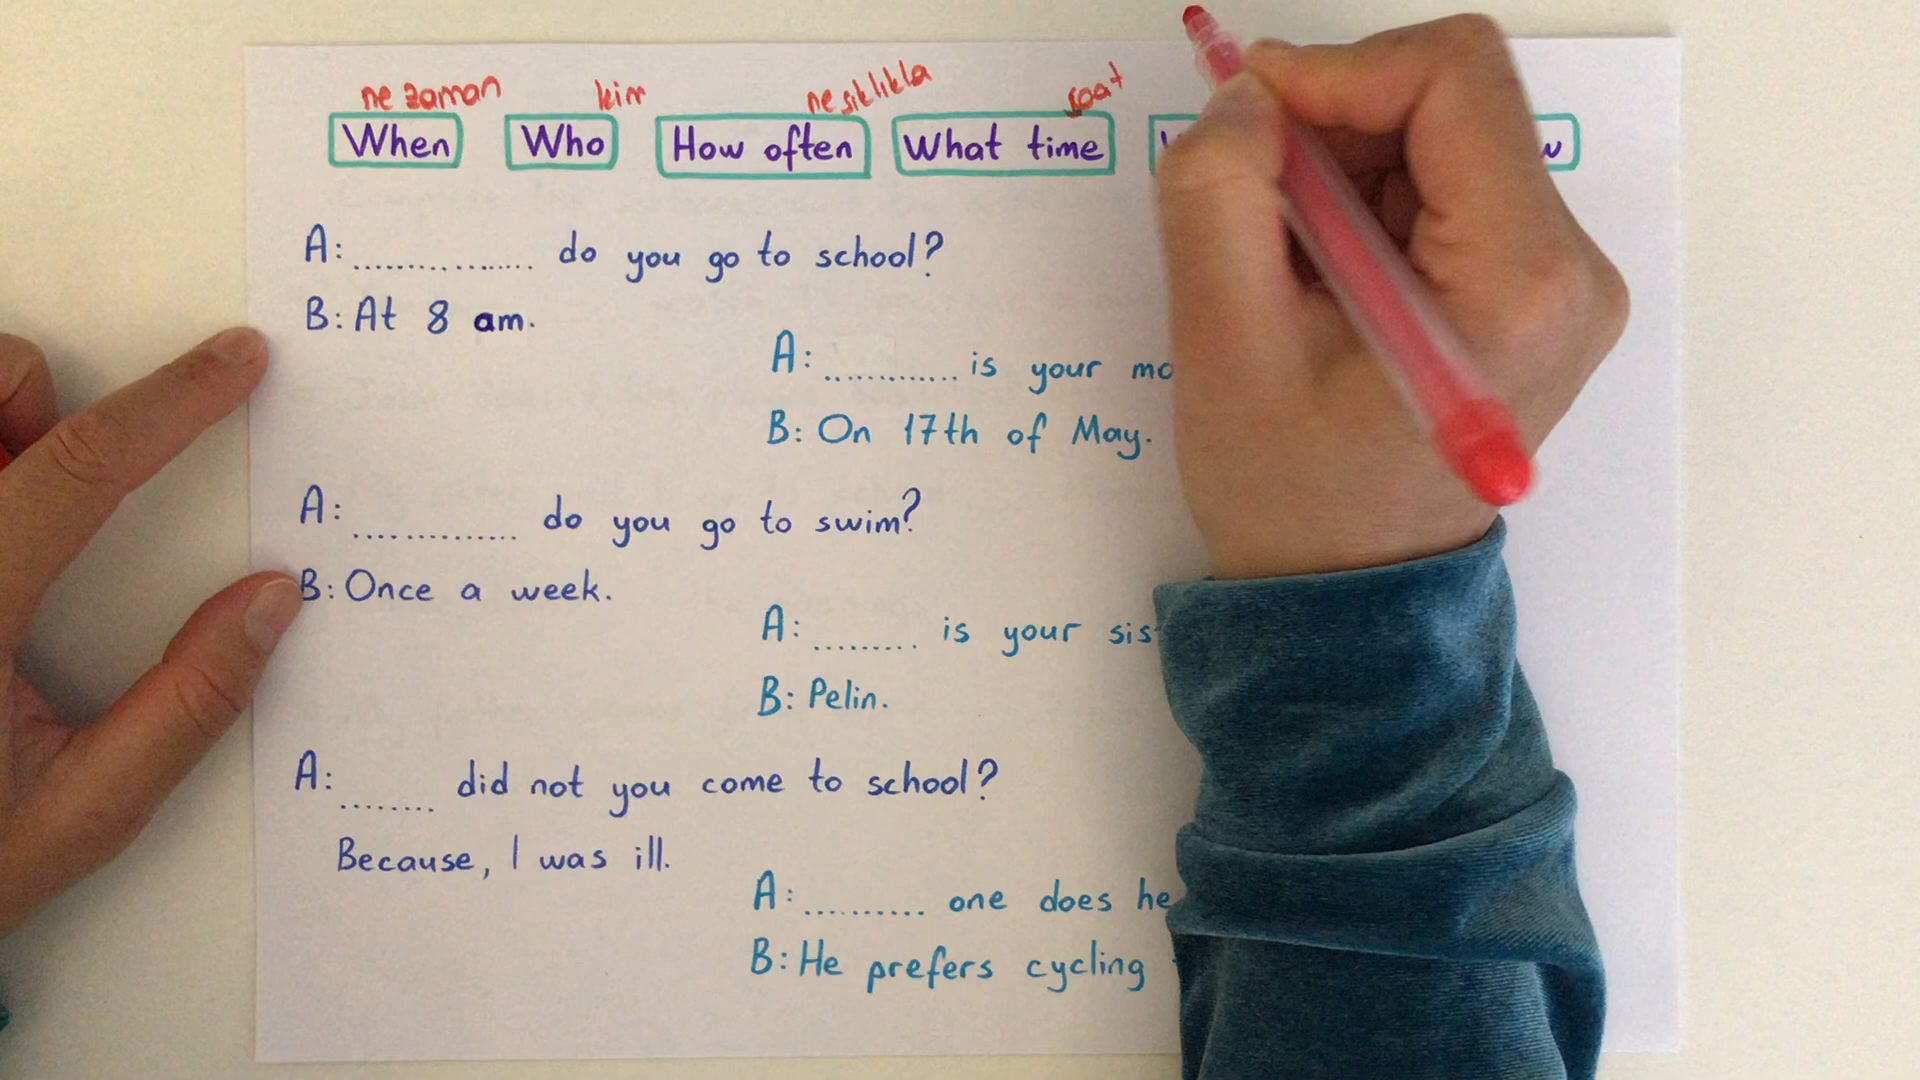 ne zaman kim ne sıklıkla saat
When Who How often What time
A: ................ do you go to school?
B: At 8 am.
A: ............ is your mo
B: On 17th of May.
A: .............. do you go to swim?
B: Once a week.
A: ......... is your sis
B: Pelin.
A: ........ did not you come to school?
Because, I was ill.
A: .......... one does he
B: He prefers cycling